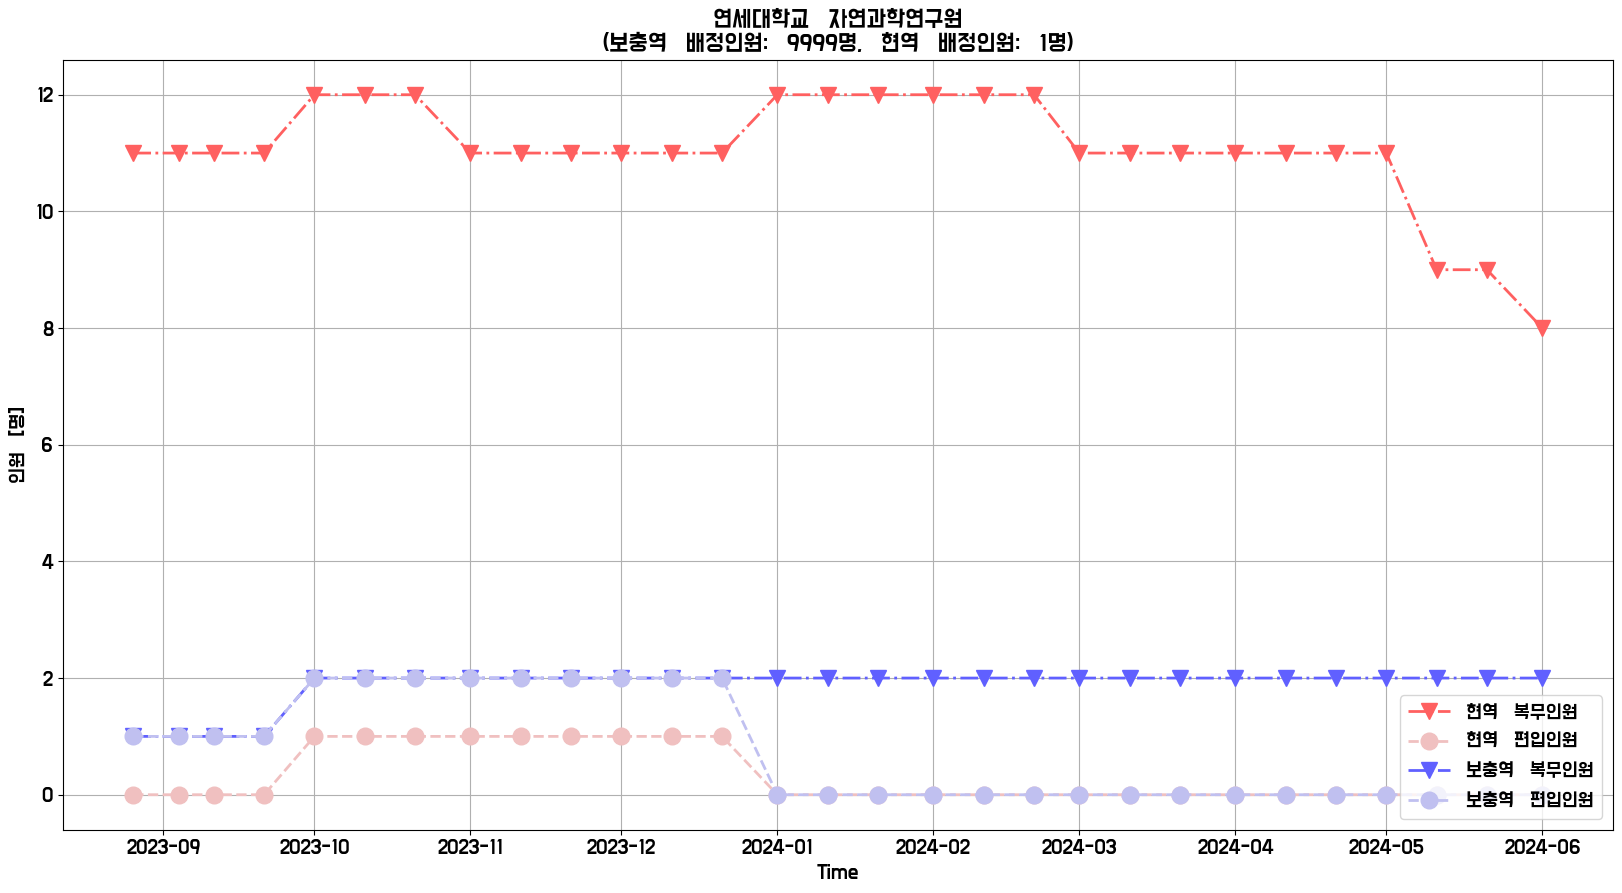 연세대학교 자연과학연구원
(보충역 배정인원: 9999명, 현역 배정인원: 1명)
12
10
8
6
4
2
0
인원 [명]
현역 복무인원
현역 편입인원
보충역 복무인원
보충역 편입인원
2023-09 2023-10 2023-11 2023-12 2024-01 2024-02 2024-03 2024-04 2024-05 2024-06
Time